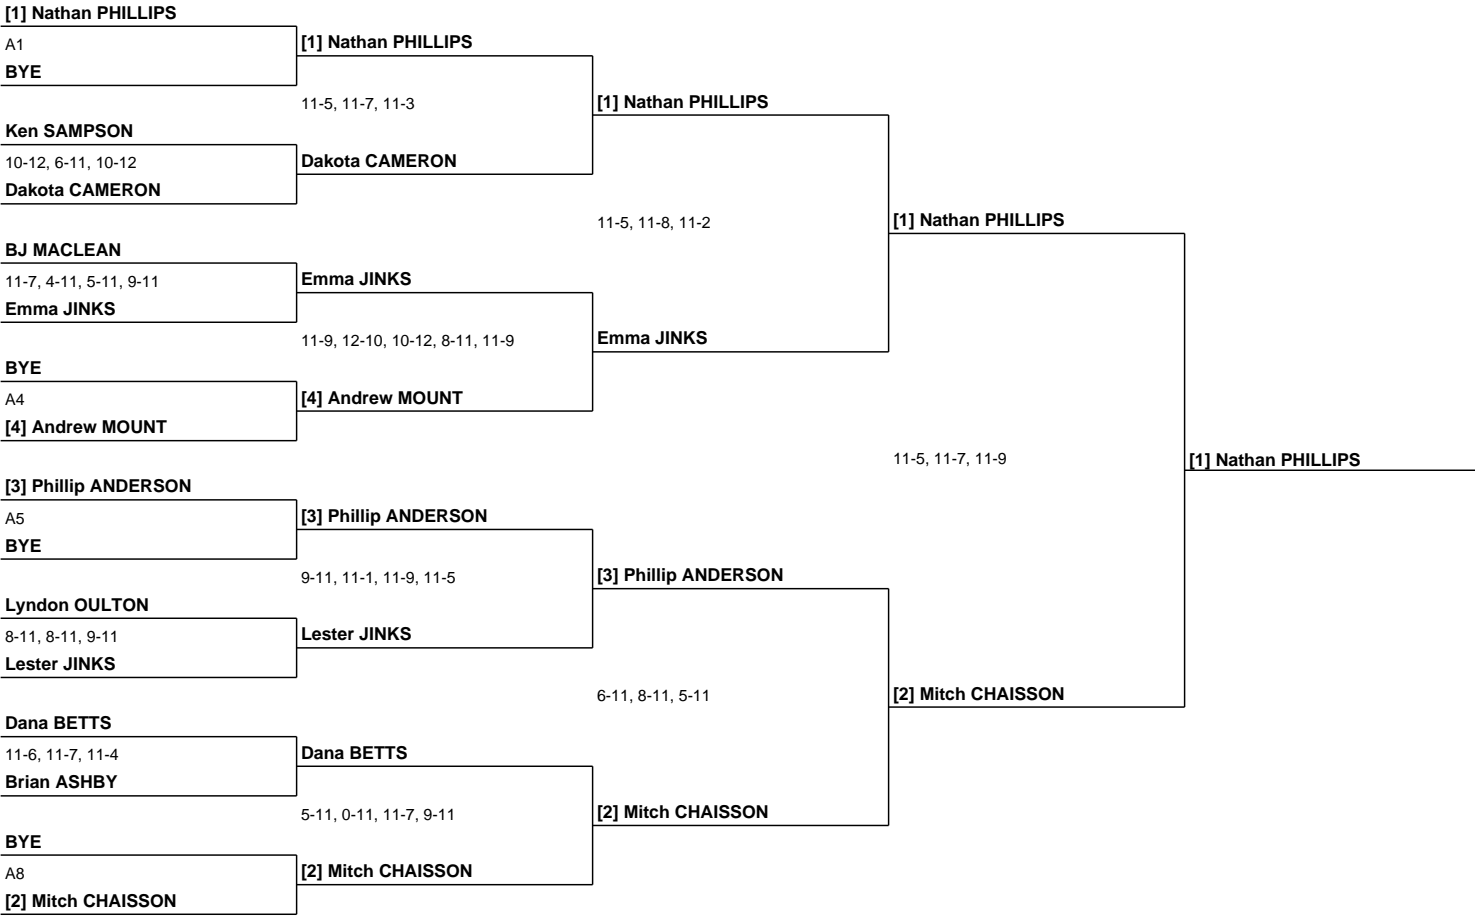 [1] Nathan PHILLIPS
A1
BYE
Ken SAMPSON
10-12, 6-11, 10-12
Dakota CAMERON
BJ MACLEAN
11-7, 4-11, 5-11, 9-11
Emma JINKS
BYE
A4
[4] Andrew MOUNT
[3] Phillip ANDERSON
A5
BYE
Lyndon OULTON
8-11, 8-11, 9-11
Lester JINKS
Dana BETTS
11-6, 11-7, 11-4
Brian ASHBY
BYE
A8
[2] Mitch CHAISSON
[1] Nathan PHILLIPS
11-5, 11-7, 11-3
Dakota CAMERON
Emma JINKS
11-9, 12-10, 10-12, 8-11, 11-9
[4] Andrew MOUNT
[3] Phillip ANDERSON
9-11, 11-1, 11-9, 11-5
Lester JINKS
Dana BETTS
5-11, 0-11, 11-7, 9-11
[2] Mitch CHAISSON
[1] Nathan PHILLIPS
11-5, 11-8, 11-2
Emma JINKS
[3] Phillip ANDERSON
6-11, 8-11, 5-11
[2] Mitch CHAISSON
[1] Nathan PHILLIPS
11-5, 11-7, 11-9
[2] Mitch CHAISSON
[1] Nathan PHILLIPS